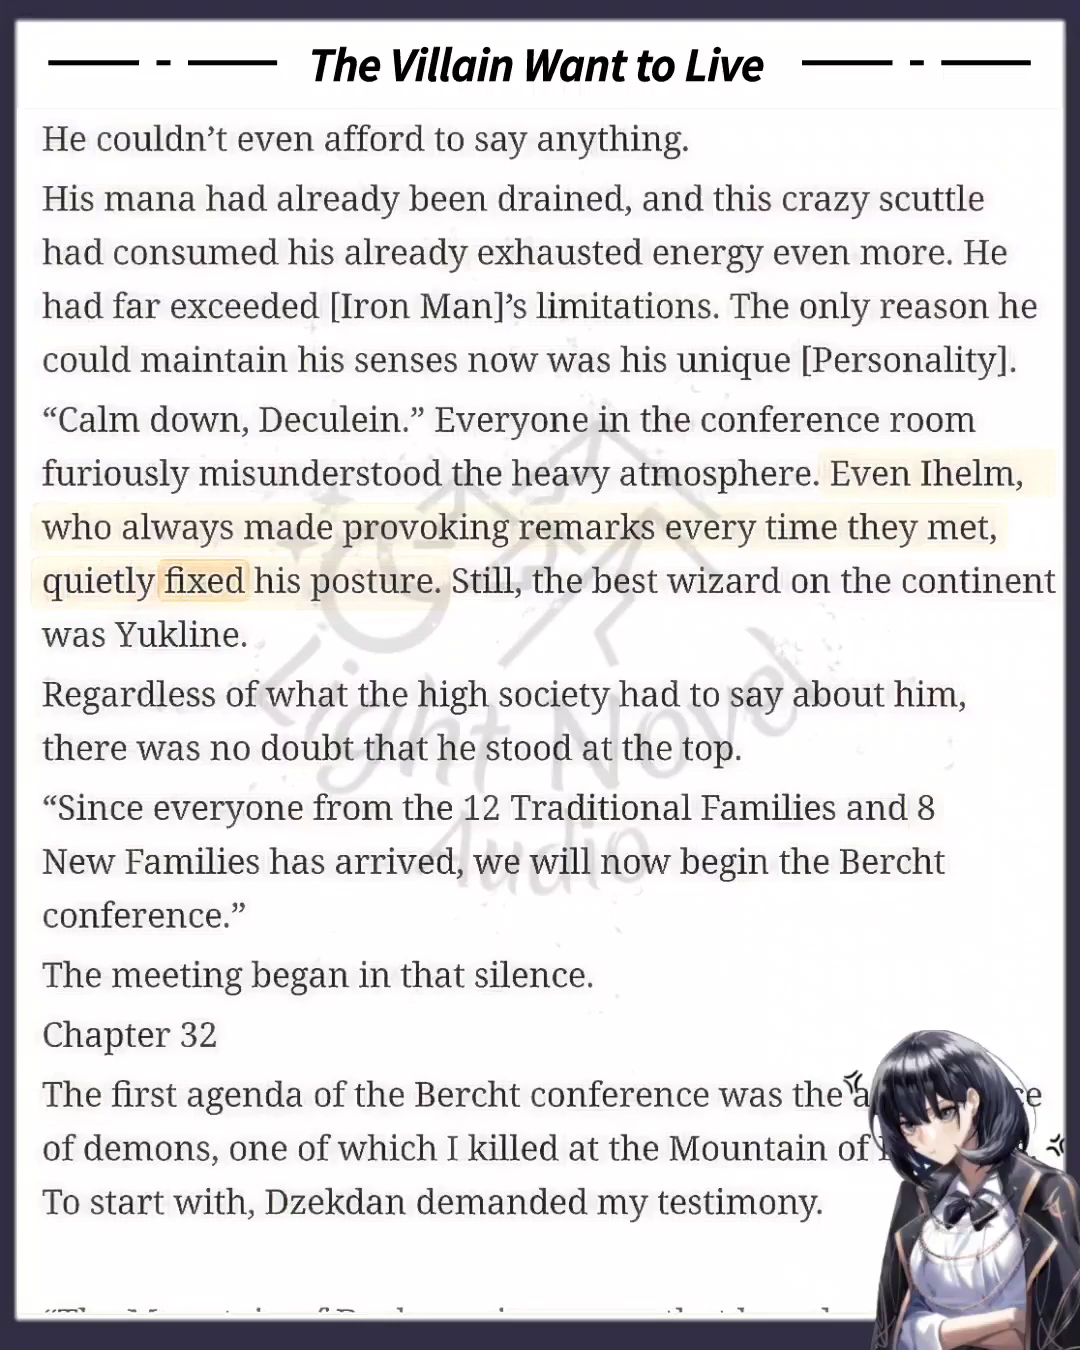 The Villain Want to Live
He couldn’t even afford to say anything.
His mana had already been drained, and this crazy scuttle
had consumed his already exhausted energy even more. He
had far exceeded [Iron Man]’s limitations. The only reason he
could maintain his senses now was his unique [Personality].
“Calm down, Deculein.” Everyone in the conference room
furiously misunderstood the heavy atmosphere. Even Ihelm,
who always made provoking remarks every time they met,
quietly fixed his posture. Still, the best wizard on the continent
was Yukline.
Regardless of what the high society had to say about him,
there was no doubt that he stood at the top.
“Since everyone from the 12 Traditional Families and 8
New Families has arrived, we will now begin the Bercht
conference.”
The meeting began in that silence.
Chapter 32
The first agenda of the Bercht conference was the
of demons, one of which I killed at the Mountain of
To start with, Dzekdan demanded my testimony.
Light Novel
Audio